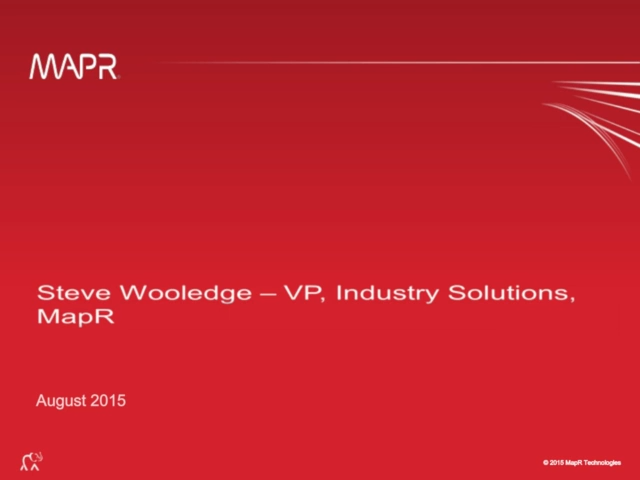 MAPR
Steve Wooledge – VP, Industry Solutions,
MapR
August 2015
© 2015 MapR Technologies